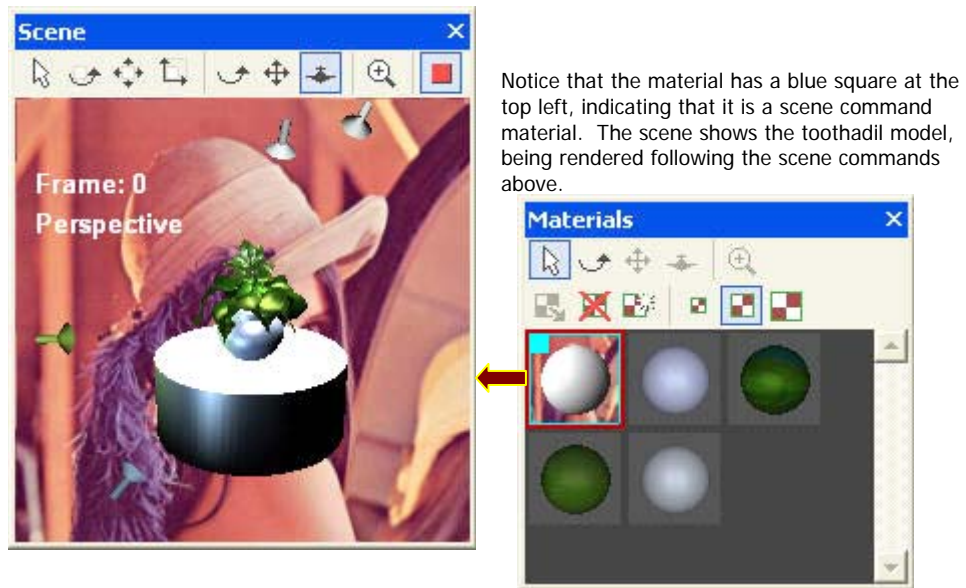 Scene
Notice that the material has a blue square at the
top left, indicating that it is a scene command
material.  The scene shows the toothadil model,
being rendered following the scene commands
above.
Frame: 0
Perspective
Materials